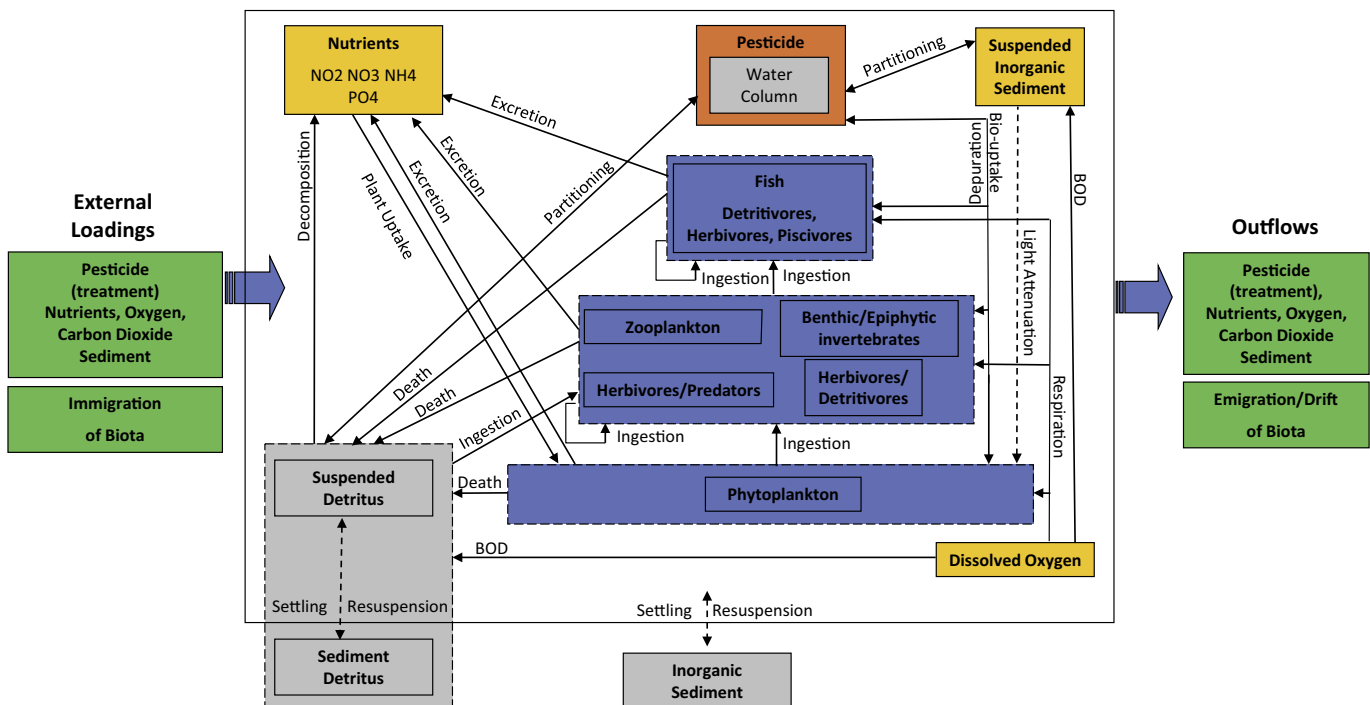 External
Loadings
Pesticide
(treatment)
Nutrients, Oxygen,
Carbon Dioxide
Sediment
Immigration
of Biota
Nutrients
NO2 NO3 NH4
PO4
Pesticide
Water
Column
Suspended
Inorganic
Sediment
Partitioning
Excretion
Excretion
Excretion
Plant Uptake
Decomposition
Partitioning
Bio-uptake
Depuration
BOD
Fish
Detritivores,
Herbivores, Piscivores
Ingestion
Ingestion
Light Attenuation
Zooplankton
Benthic/Epiphytic
invertebrates
Herbivores/Predators
Herbivores/
Detritivores
Death
Death
Ingestion
Ingestion
Ingestion
Respiration
Suspended
Detritus
Death
Phytoplankton
BOD
Dissolved Oxygen
Settling
Resuspension
Settling
Resuspension
Sediment
Detritus
Inorganic
Sediment
Outflows
Pesticide
(treatment),
Nutrients, Oxygen,
Carbon Dioxide
Sediment
Emigration/Drift
of Biota